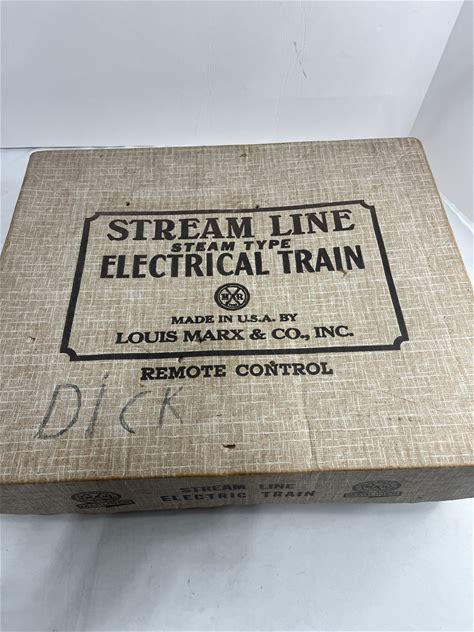 STREAM LINE
STEAM TYPE
ELECTRICAL TRAIN
MADE IN U.S.A. BY
LOUIS MARX & CO., INC.
REMOTE CONTROL
DICK
STREAM LINE
ELECTRIC TRAIN